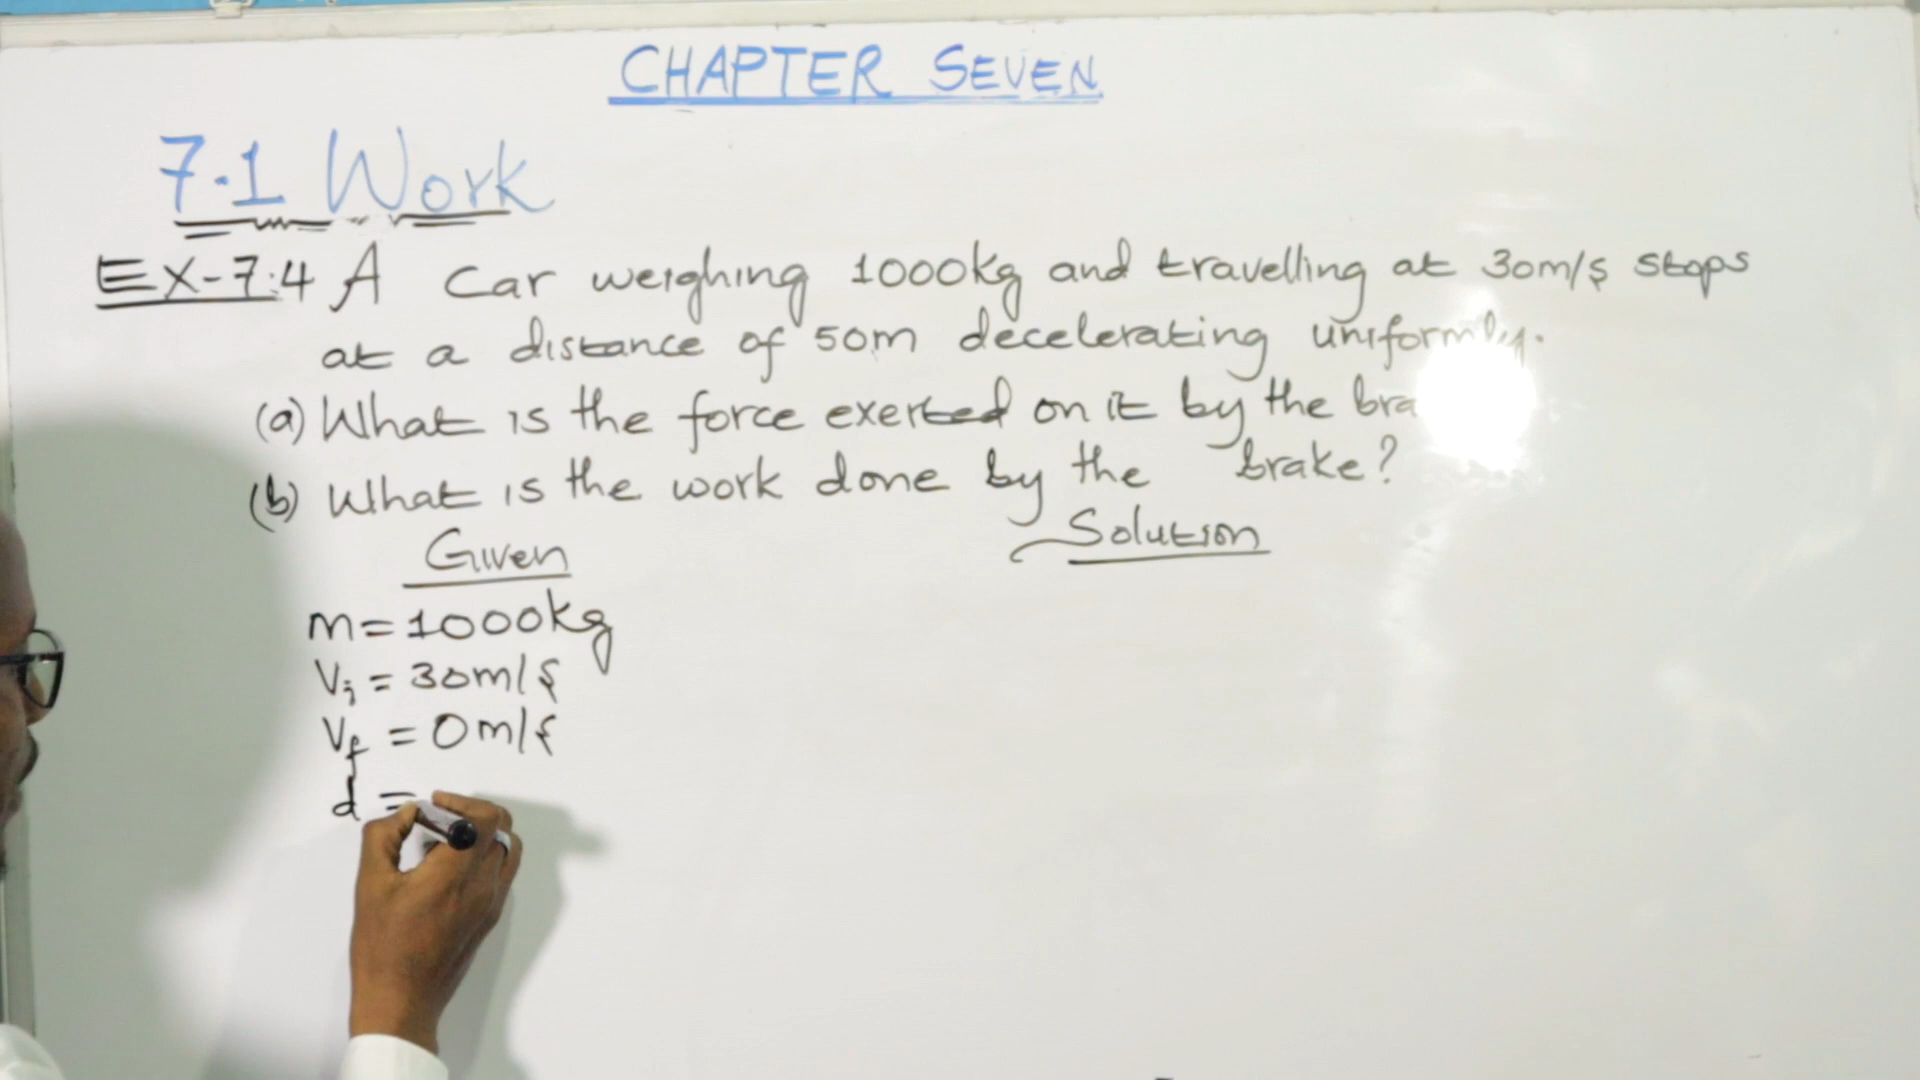 CHAPTER SEVEN
7.1 Work
EX-7.4 A Car weighing 1000kg and travelling at 30m/s stops
at a distance of 50m decelerating uniformly.
(a) What is the force exerted on it by the
(b) What is the work done by the brake?
Given
Solution
m=1000kg
Vi = 30m/s
Vf = 0m/s
d =